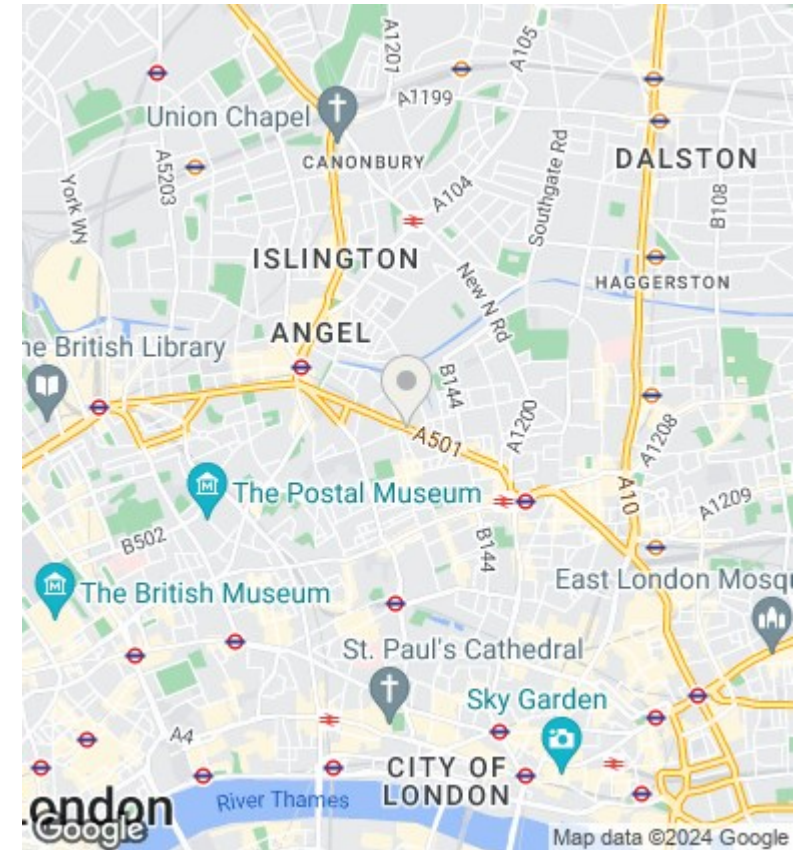 A1201
A105
A1199
Union Chapel
CANONBURY
DALSTON
A5203
A104
Southgate Rd
B108
York Wy
ISLINGTON
New N Rd
HAGGERSTON
ANGEL
he British Library
B144
A1200
A1208
A501
The Postal Museum
A10
A1209
B502
B144
East London Mosqu
The British Museum
St. Paul's Cathedral
Sky Garden
A4
CITY OF
LONDON
ondon
River Thames
Google
Map data ©2024 Google